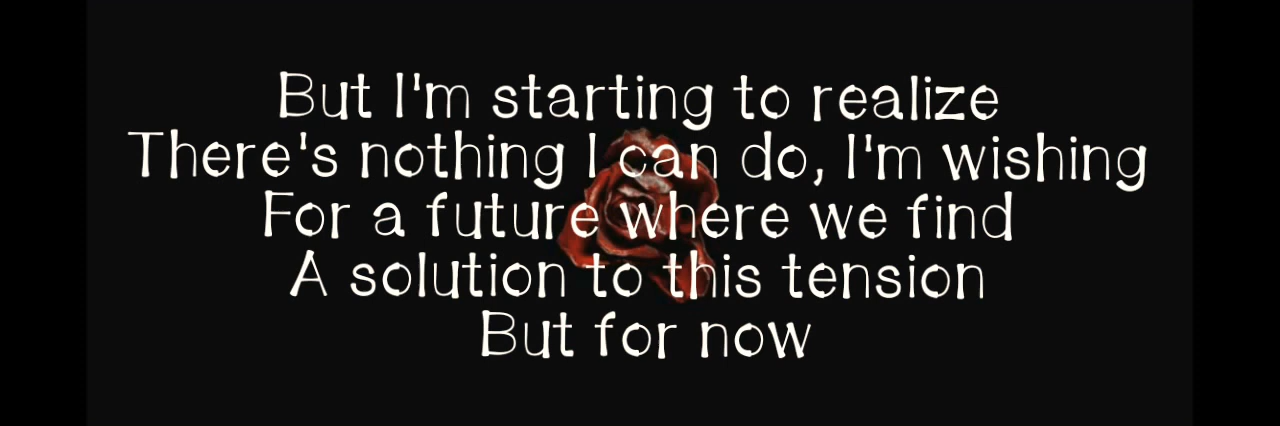 But I'm starting to realize
There's nothing I can do, I'm wishing
For a future where we find
A solution to this tension
But for now